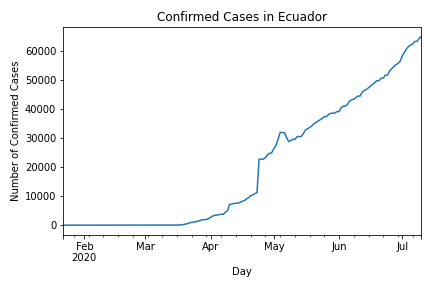 Confirmed Cases in Ecuador
Number of Confirmed Cases
60000
50000
40000
30000
20000
10000
0
Feb Mar Apr May Jun Jul
2020
Day